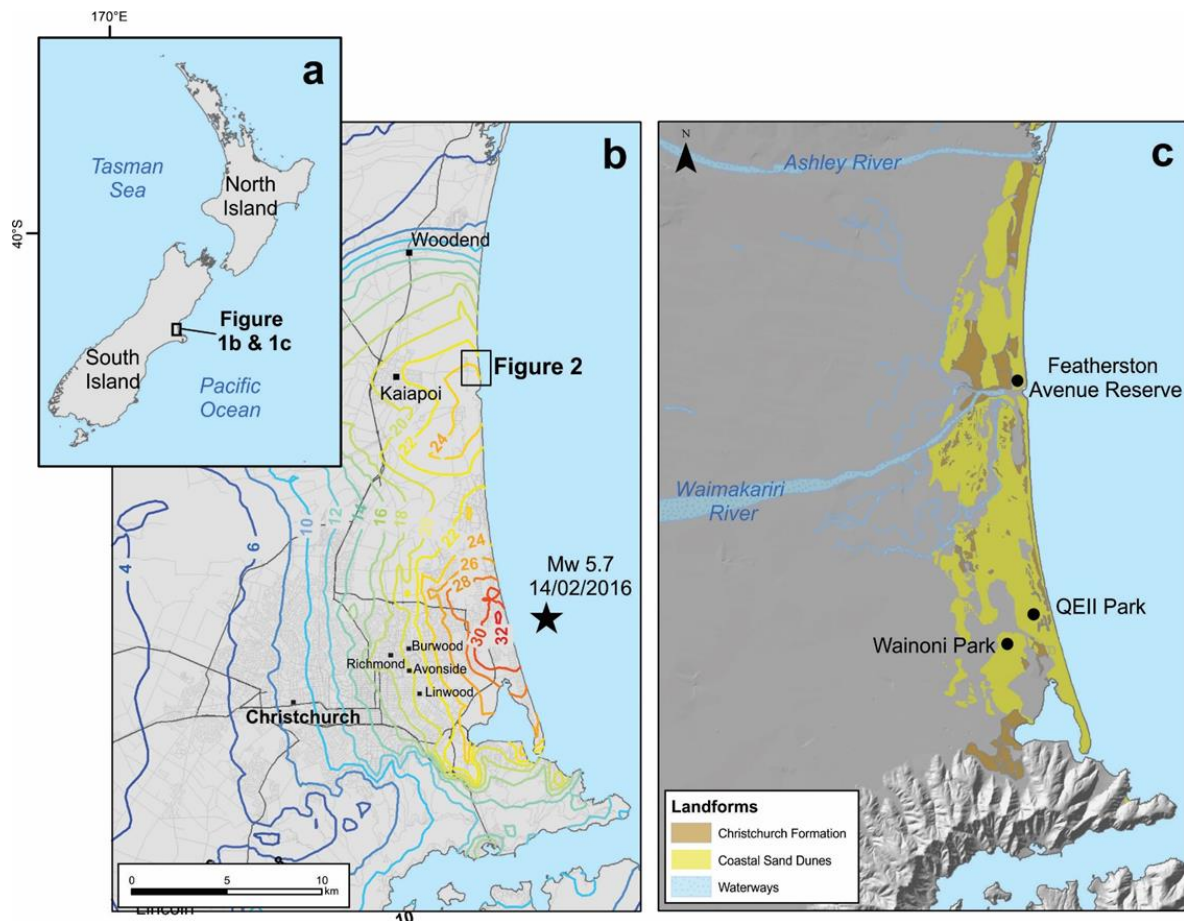 170°E
40°S
a
Tasman
Sea
North
Island
Figure
1b & 1c
South
Island
Pacific
Ocean
b
Woodend
Figure 2
Kaiapoi
20
22
24
4
6
10
12
14
16
18
22
24
26
28
30
32
Mw 5.7
14/02/2016
Burwood
Richmond
Avonside
Linwood
Christchurch
0 5 10
km
Lincoln
10
c
N
Ashley River
Featherston
Avenue Reserve
Waimakariri
River
QEII Park
Wainoni Park
Landforms
Christchurch Formation
Coastal Sand Dunes
Waterways